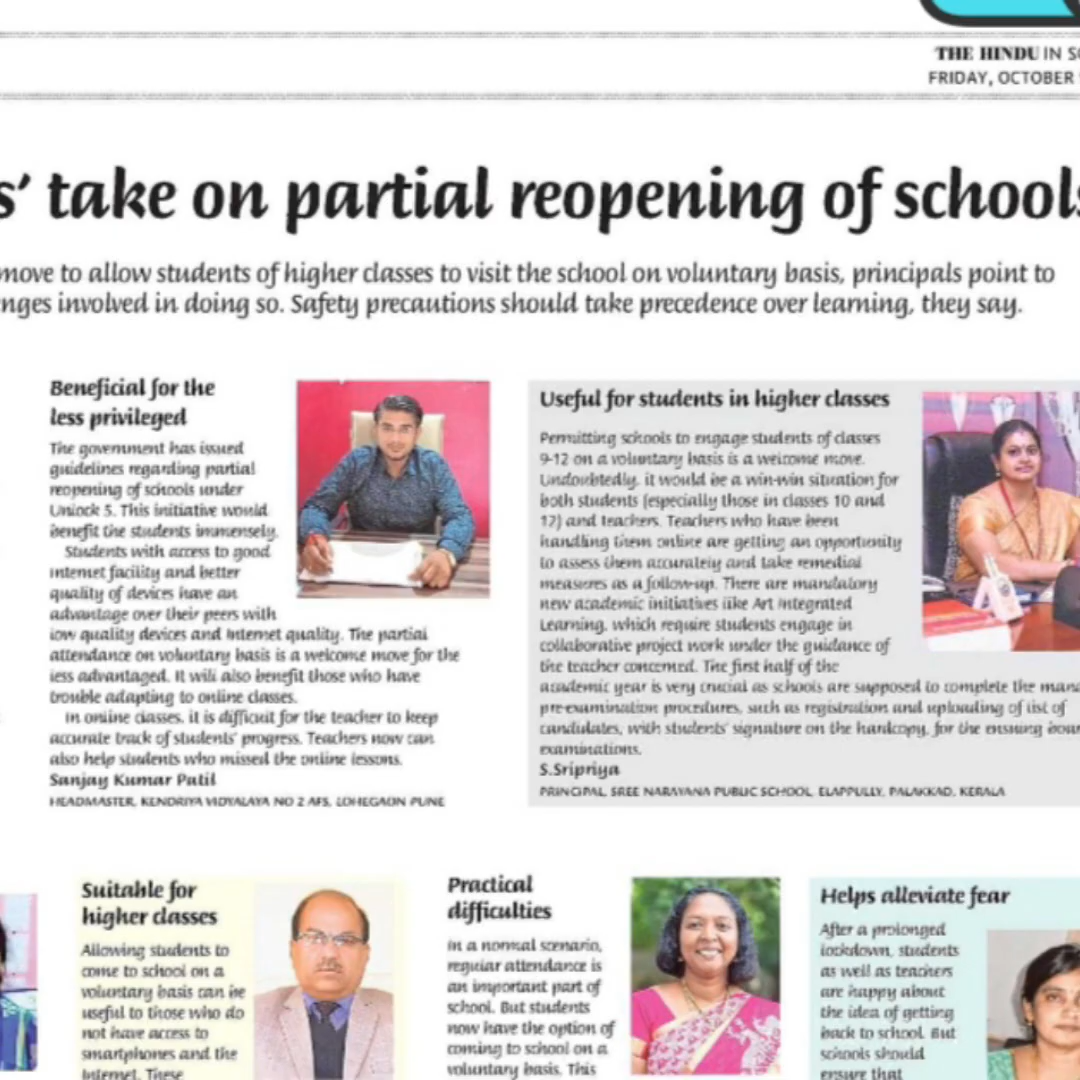 THE HINDU IN S
FRIDAY, OCTOBER
s' take on partial reopening of schools
move to allow students of higher classes to visit the school on voluntary basis, principals point to
nges involved in doing so. Safety precautions should take precedence over learning, they say.
Beneficial for the
less privileged
The government has issued
guidelines regarding partial
reopening of schools under
Unlock 5. This initiative would
benefit the students immensely.
Students with access to good
internet facility and better
quality of devices have an
advantage over their peers with
low quality devices and Internet quality. The partial
attendance on voluntary basis is a welcome move for the
less advantaged. It will also benefit those who have
trouble adapting to online classes.
In online classes, it is difficult for the teacher to keep
accurate track of students' progress. Teachers now can
also help students who missed the online lessons.
Sanjay Kumar Patil
HEADMASTER, KENDRIYA VIDYALAYA NO 2 AFS, LOHEGAON PUNE
Useful for students in higher classes
Permitting schools to engage students of classes
9-12 on a voluntary basis is a welcome move.
Undoubtedly, it would be a win-win situation for
both students (especially those in classes 10 and
12) and teachers. Teachers who have been
handling them online are getting an opportunity
to assess them accurately and take remedial
measures as a follow-up. There are mandatory
new academic initiatives like Art Integrated
Learning, which require students engage in
collaborative project work under the guidance of
the teacher concerned. The first half of the
academic year is very crucial as schools are supposed to complete the mand
pre-examination procedures, such as registration and uploading of list of
candidates, with students' signature on the hardcopy, for the ensuing boar
examinations.
S.Sripriya
PRINCIPAL, SREE NARAYANA PUBLIC SCHOOL, ELAPPULLY, PALAKKAD, KERALA
Suitable for
higher classes
Allowing students to
come to school on a
voluntary basis can be
useful to those who do
not have access to
smartphones and the
Internet. These
Practical
difficulties
In a normal scenario,
regular attendance is
an important part of
school. But students
now have the option of
coming to school on a
voluntary basis. This
Helps alleviate fear
After a prolonged
lockdown, students
as well as teachers
are happy about
the idea of getting
back to school. But
schools should
ensure that